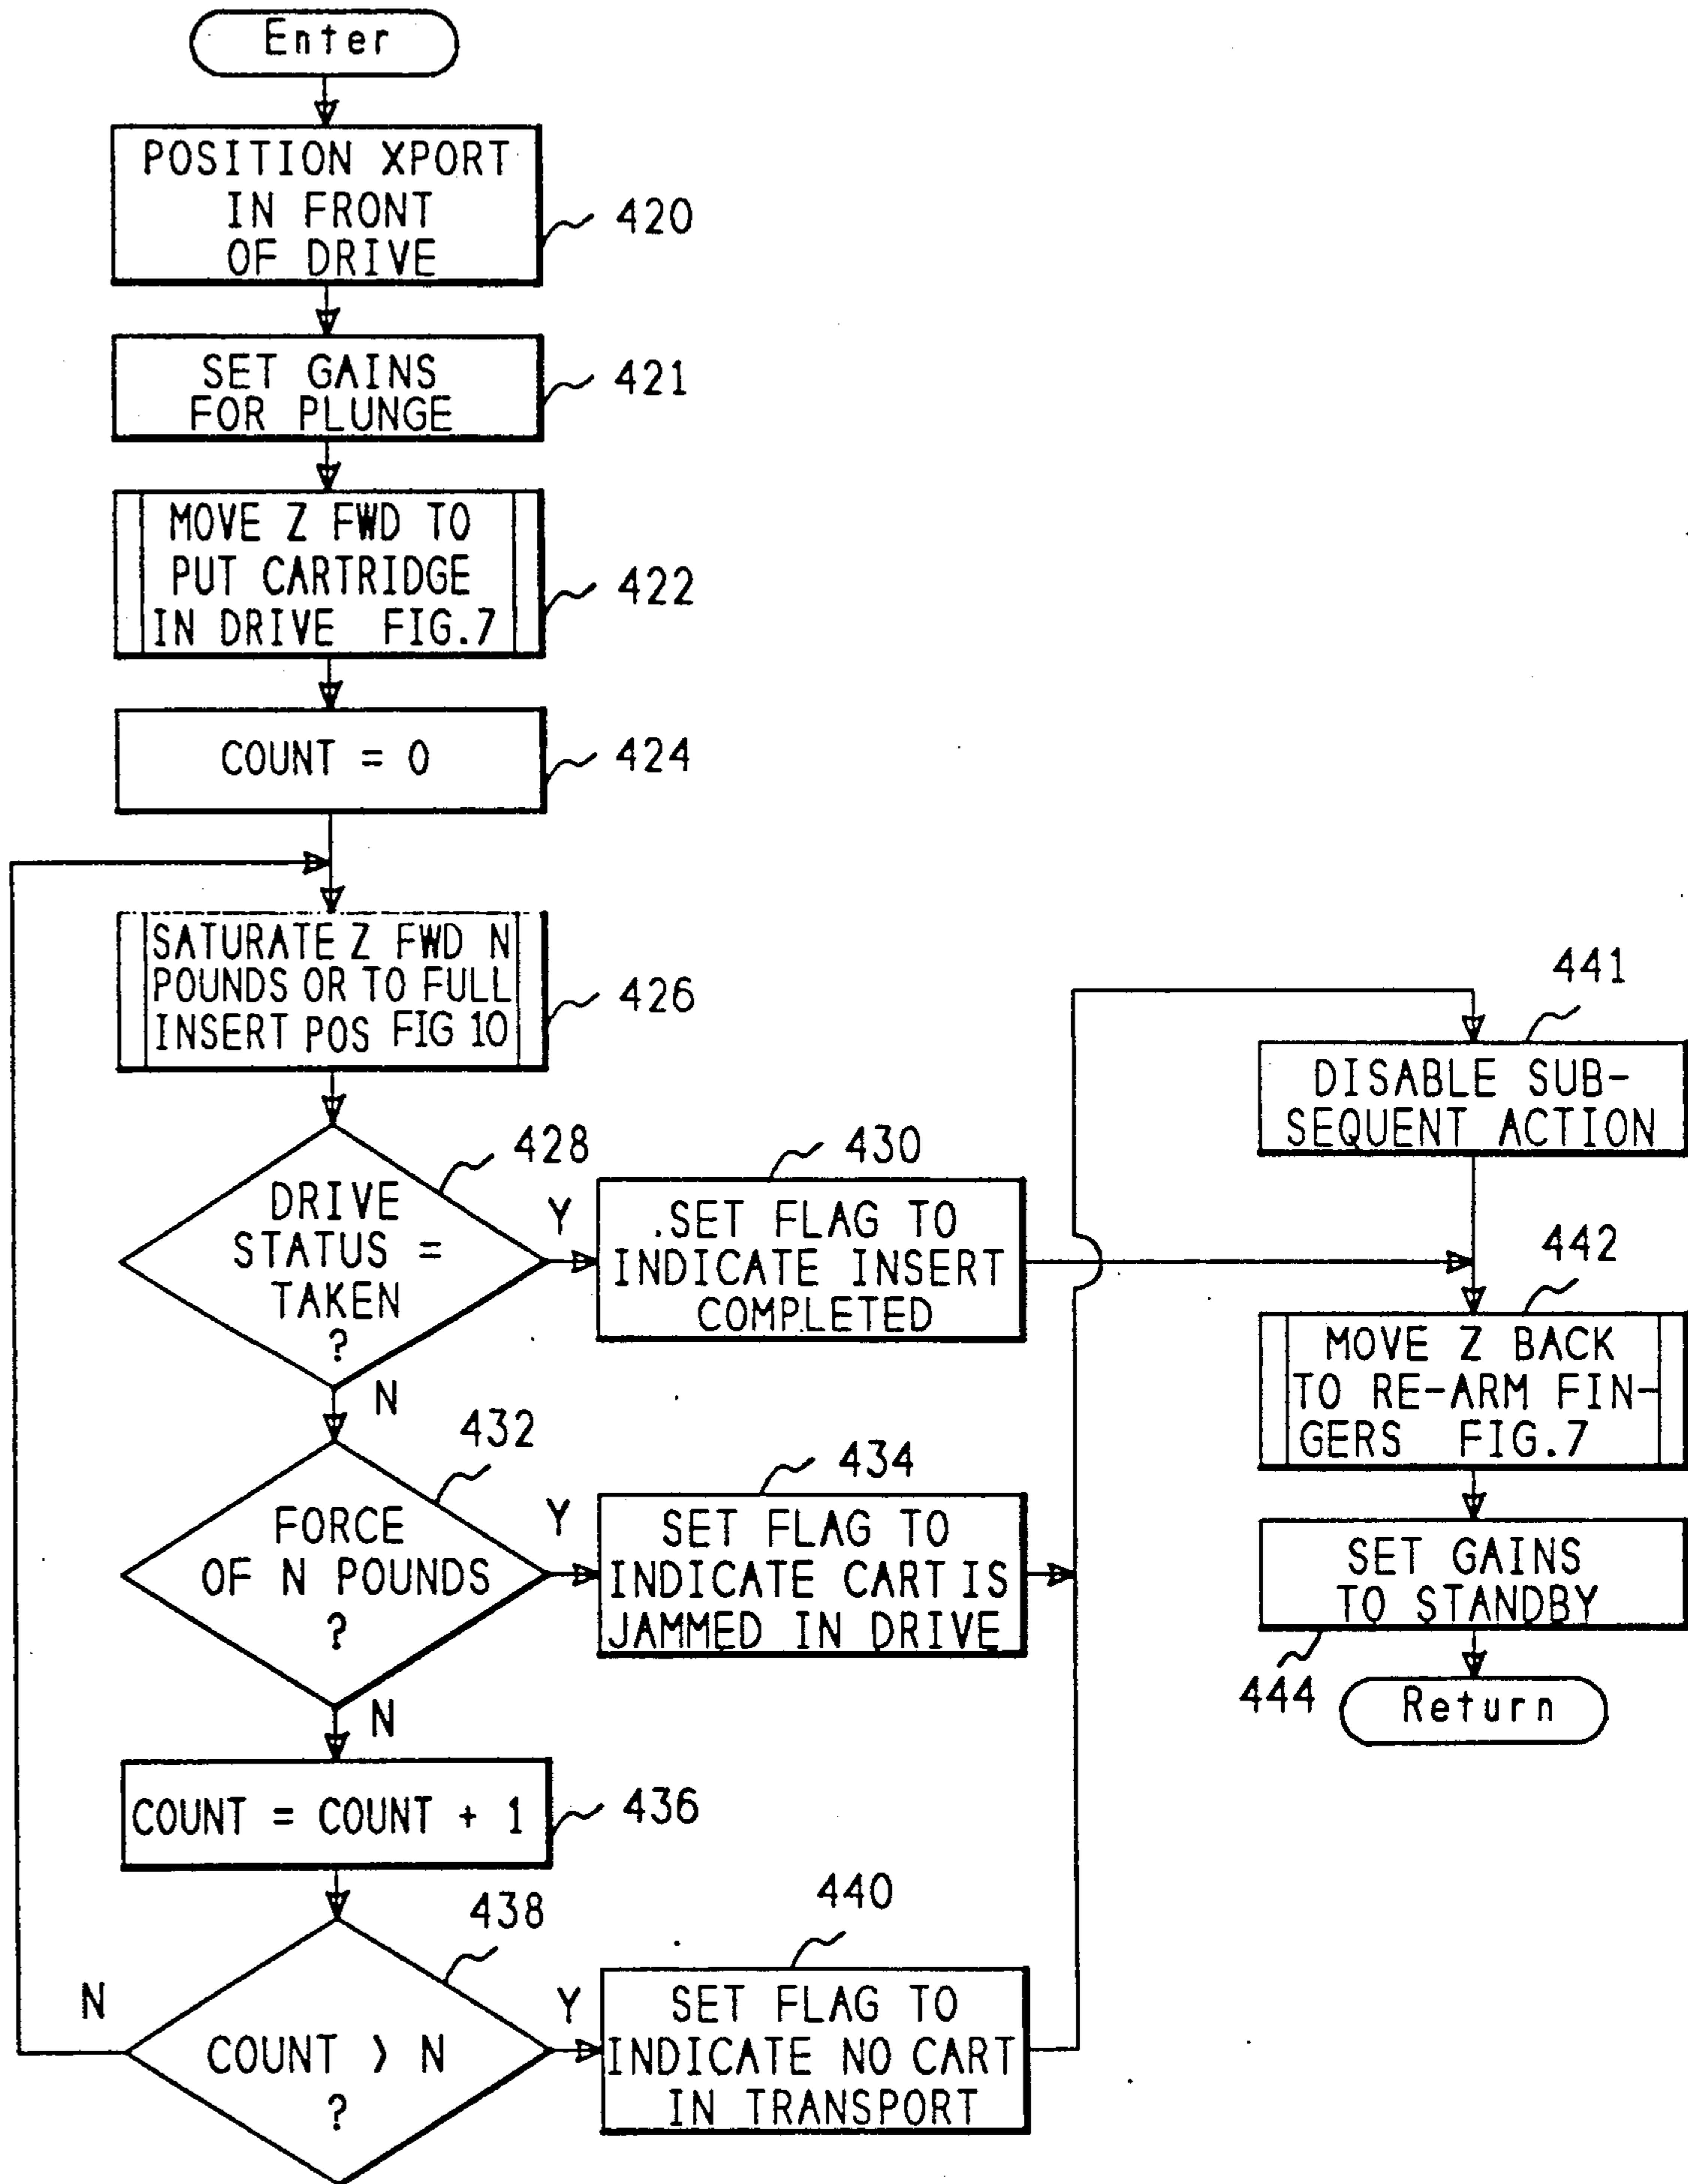 Enter
POSITION XPORT
IN FRONT
OF DRIVE
420
SET GAINS
FOR PLUNGE
421
MOVE Z FWD TO
PUT CARTRIDGE
IN DRIVE FIG.7
422
COUNT = 0
424
SATURATE Z FWD N
POUNDS OR TO FULL
INSERT POS FIG 10
426
DRIVE
STATUS =
TAKEN
?
428
Y
N
SET FLAG TO
INDICATE INSERT
COMPLETED
430
FORCE
OF N POUNDS
?
432
Y
N
SET FLAG TO
INDICATE CART IS
JAMMED IN DRIVE
434
COUNT = COUNT + 1
436
COUNT > N
?
438
N
Y
SET FLAG TO
INDICATE NO CART
IN TRANSPORT
440
441
DISABLE SUB-
SEQUENT ACTION
442
MOVE Z BACK
TO RE-ARM FIN-
GERS FIG.7
SET GAINS
TO STANDBY
444
Return